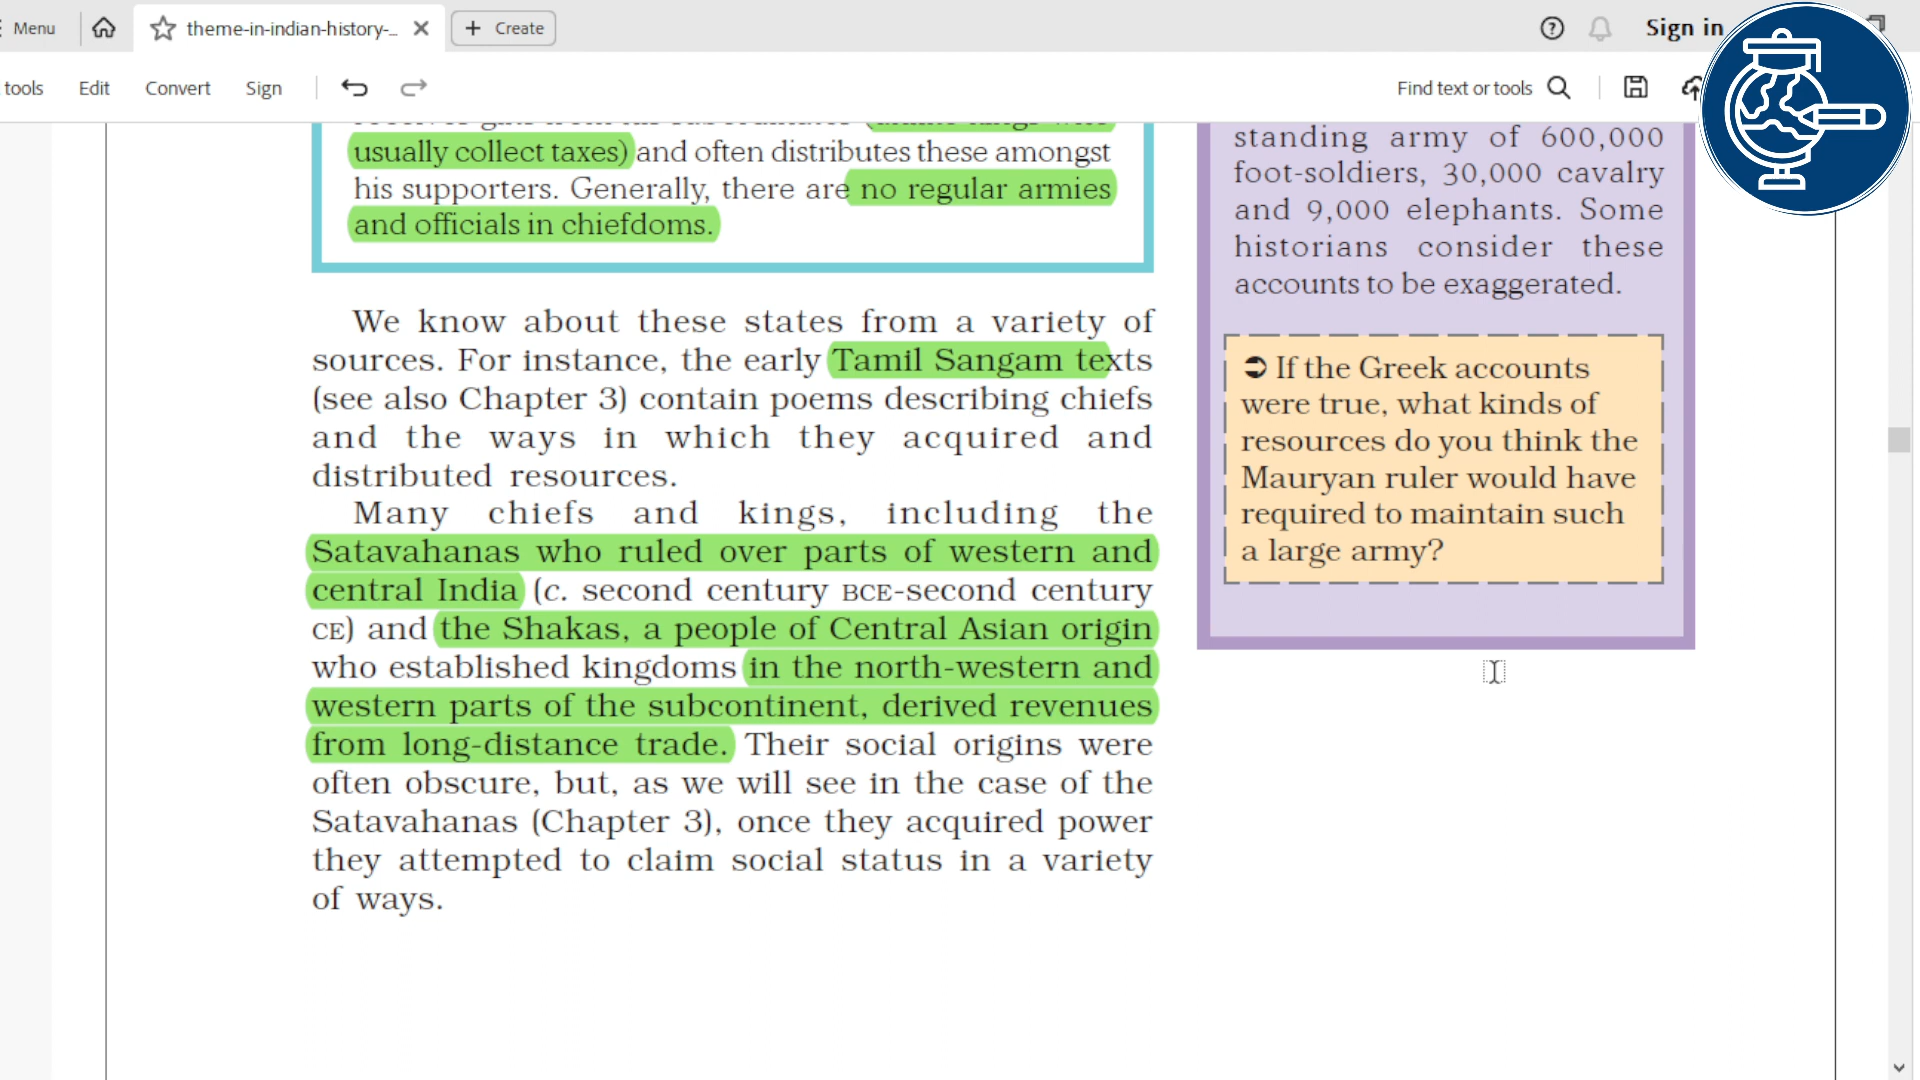 Menu
theme-in-indian-history-...
Create
Sign in
tools
Edit
Convert
Sign
Find text or tools
usually collect taxes) and often distributes these amongst
his supporters. Generally, there are no regular armies
and officials in chiefdoms.
We know about these states from a variety of
sources. For instance, the early Tamil Sangam texts
(see also Chapter 3) contain poems describing chiefs
and the ways in which they acquired and
distributed resources.
Many chiefs and kings, including the
Satavahanas who ruled over parts of western and
central India (c. second century BCE-second century
CE) and the Shakas, a people of Central Asian origin
who established kingdoms in the north-western and
western parts of the subcontinent, derived revenues
from long-distance trade. Their social origins were
often obscure, but, as we will see in the case of the
Satavahanas (Chapter 3), once they acquired power
they attempted to claim social status in a variety
of ways.
standing army of 600,000
foot-soldiers, 30,000 cavalry
and 9,000 elephants. Some
historians consider these
accounts to be exaggerated.
➲ If the Greek accounts
were true, what kinds of
resources do you think the
Mauryan ruler would have
required to maintain such
a large army?